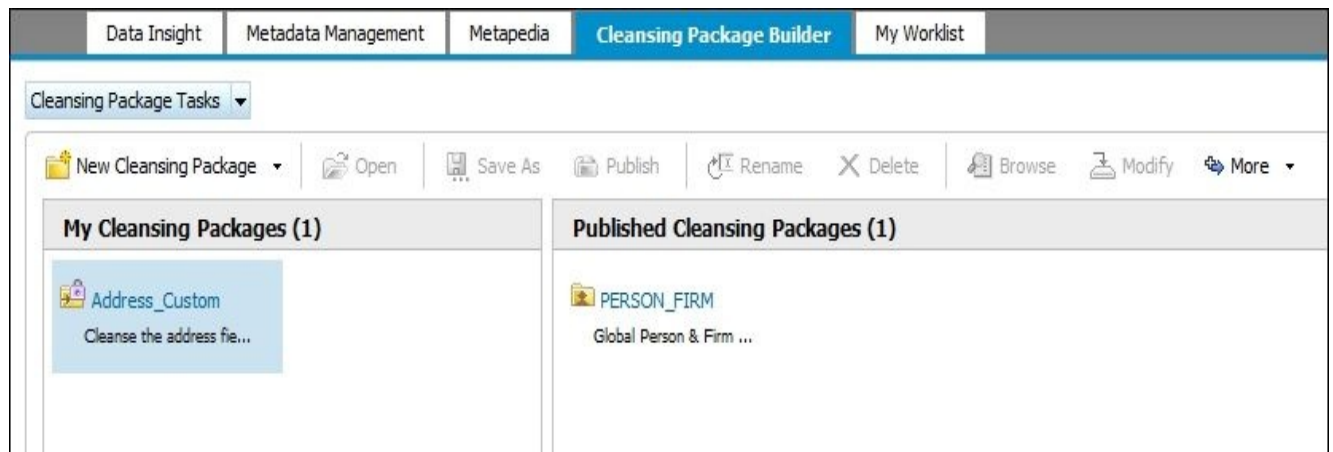 Data Insight Metadata Management Metapedia Cleansing Package Builder My Worklist
Cleansing Package Tasks
New Cleansing Package Open Save As Publish Rename Delete Browse Modify More
My Cleansing Packages (1) Published Cleansing Packages (1)
Address_Custom PERSON_FIRM
Cleanse the address fie... Global Person & Firm ...